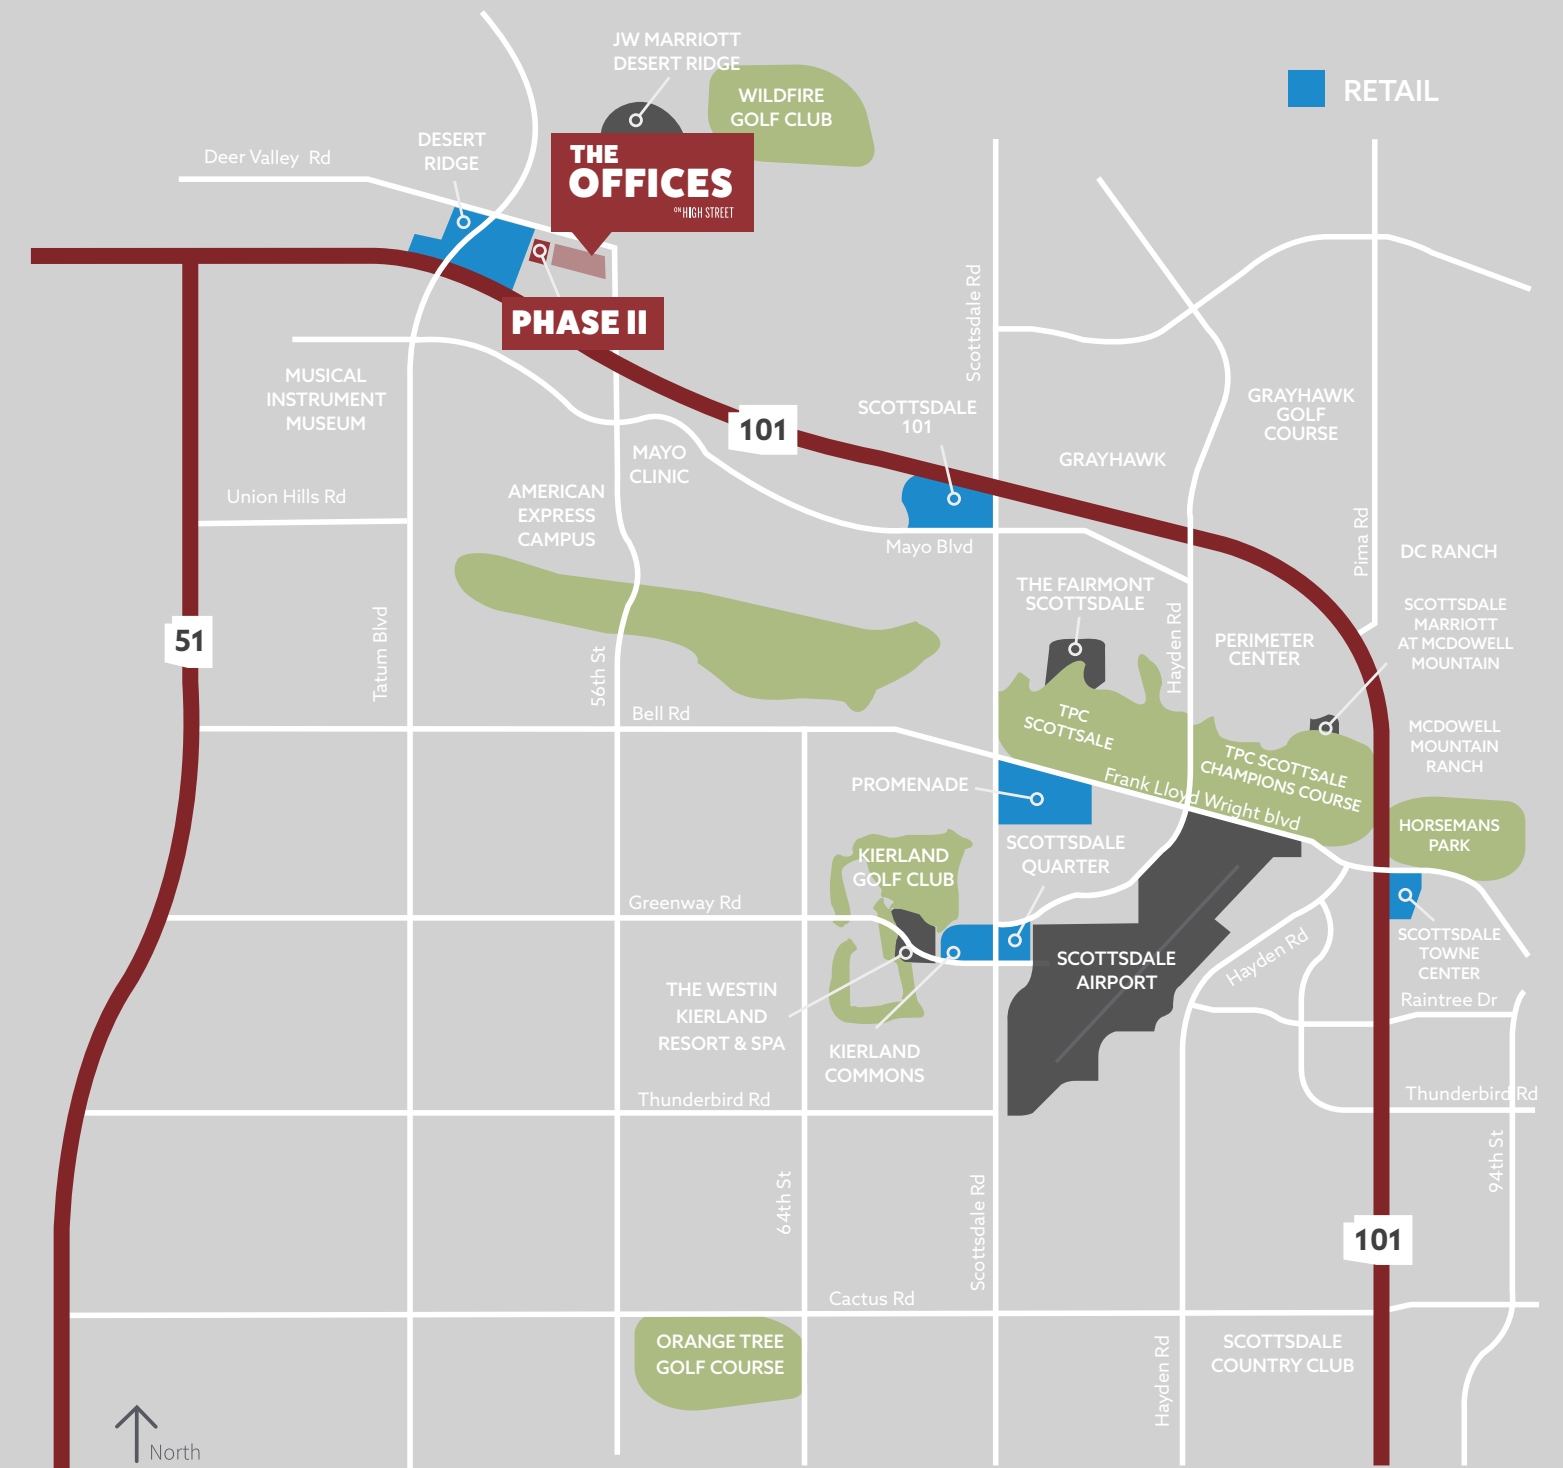 JW MARRIOTT
DESERT RIDGE
RETAIL
WILDFIRE
GOLF CLUB
DESERT
RIDGE
Deer Valley Rd
THE
OFFICES
ON HIGH STREET
PHASE II
Scottsdale Rd
MUSICAL
INSTRUMENT
MUSEUM
101
SCOTTSDALE
101
GRAYHAWK
GOLF
COURSE
GRAYHAWK
MAYO
CLINIC
AMERICAN
EXPRESS
CAMPUS
Union Hills Rd
Mayo Blvd
Pima Rd
DC RANCH
THE FAIRMONT
SCOTTSDALE
SCOTTSDALE
MARRIOTT
AT MCDOWELL
MOUNTAIN
51
Tatum Blvd
56th St
Hayden Rd
PERIMETER
CENTER
Bell Rd
TPC
SCOTTSALE
MCDOWELL
MOUNTAIN
RANCH
TPC SCOTTSALE
CHAMPIONS COURSE
Frank Lloyd Wright blvd
PROMENADE
HORSEMANS
PARK
SCOTTSDALE
QUARTER
KIERLAND
GOLF CLUB
Greenway Rd
SCOTTSDALE
TOWNE
CENTER
Hayden Rd
SCOTTSDALE
AIRPORT
THE WESTIN
KIERLAND
RESORT & SPA
Raintree Dr
KIERLAND
COMMONS
Thunderbird Rd
Thunderbird Rd
94th St
64th St
Scottsdale Rd
101
Cactus Rd
ORANGE TREE
GOLF COURSE
Hayden Rd
SCOTTSDALE
COUNTRY CLUB
North